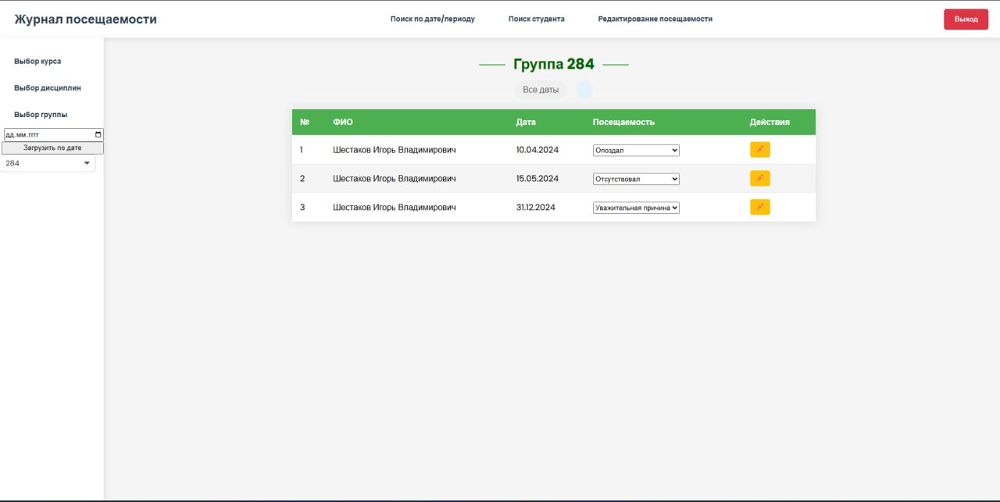 Журнал посещаемости
Поиск по дате/периоду
Поиск студента
Редактирование посещаемости
Выход
Выбор курса
Выбор дисциплин
Выбор группы
дд.мм.гггг
Загрузить по дате
284
Группа 284
Все даты
№ ФИО Дата Посещаемость Действия
1 Шестаков Игорь Владимирович 10.04.2024 Опоздал
2 Шестаков Игорь Владимирович 15.05.2024 Отсутствовал
3 Шестаков Игорь Владимирович 31.12.2024 Уважительная причина